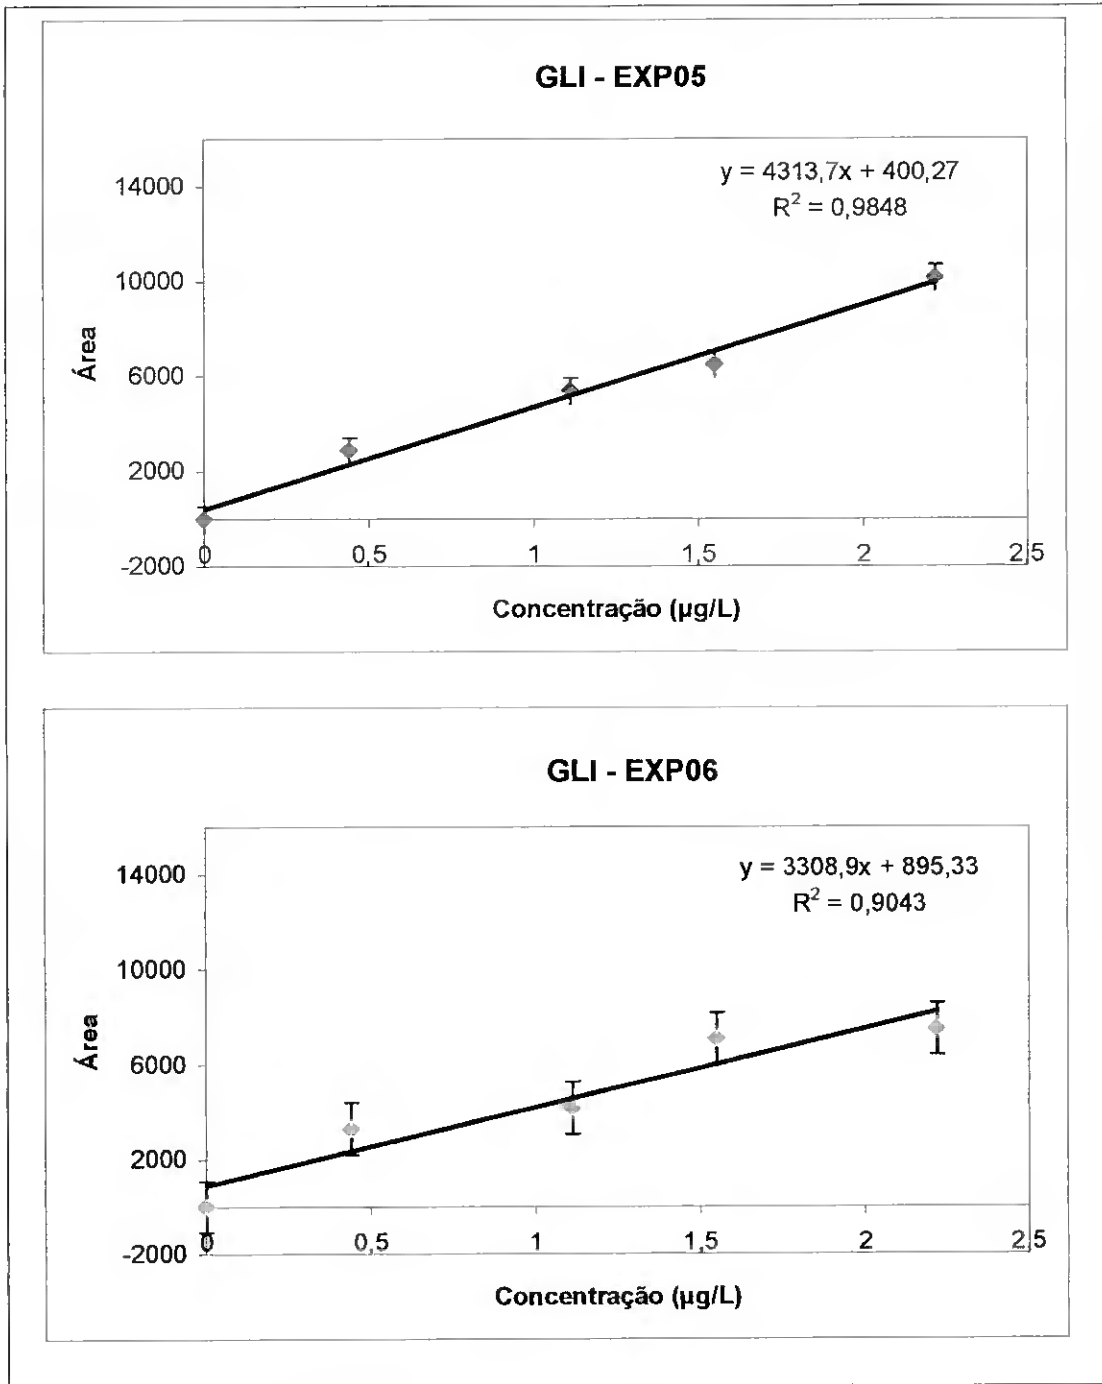 GLI - EXP05
y = 4313,7x + 400,27
R² = 0,9848
14000
10000
6000
2000
-2000
Área
0 0,5 1 1,5 2 2,5
Concentração (µg/L)
GLI - EXP06
y = 3308,9x + 895,33
R² = 0,9043
14000
10000
6000
2000
-2000
Área
0 0,5 1 1,5 2 2,5
Concentração (µg/L)